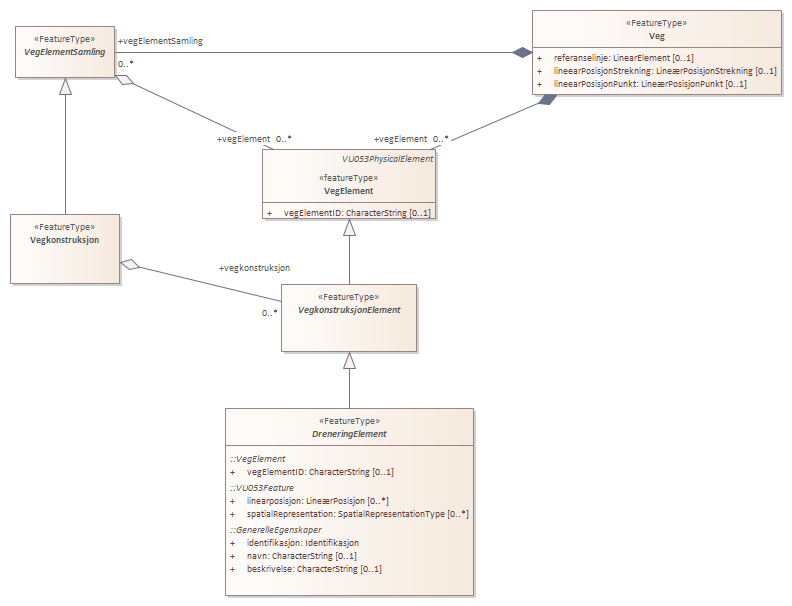 «FeatureType»
VegElementSamling
+vegElementSamling
0..*
«FeatureType»
Veg
+ referanselinje: LinearElement [0..1]
+ lineearPosisjonStrekning: LineærPosisjonStrekning [0..1]
+ lineearPosisjonPunkt: LineærPosisjonPunkt [0..1]
+vegElement 0..*
+vegElement 0..*
VU053PhysicalElement
«featureType»
VegElement
+ vegElementID: CharacterString [0..1]
«FeatureType»
Vegkonstruksjon
+vegkonstruksjon
0..*
«FeatureType»
VegkonstruksjonElement
«FeatureType»
DreneringElement
::VegElement
+ vegElementID: CharacterString [0..1]
::VU053Feature
+ linearposisjon: LineærPosisjon [0..*]
+ spatialRepresentation: SpatialRepresentationType [0..*]
::GenerelleEgenskaper
+ identifikasjon: Identifikasjon
+ navn: CharacterString [0..1]
+ beskrivelse: CharacterString [0..1]